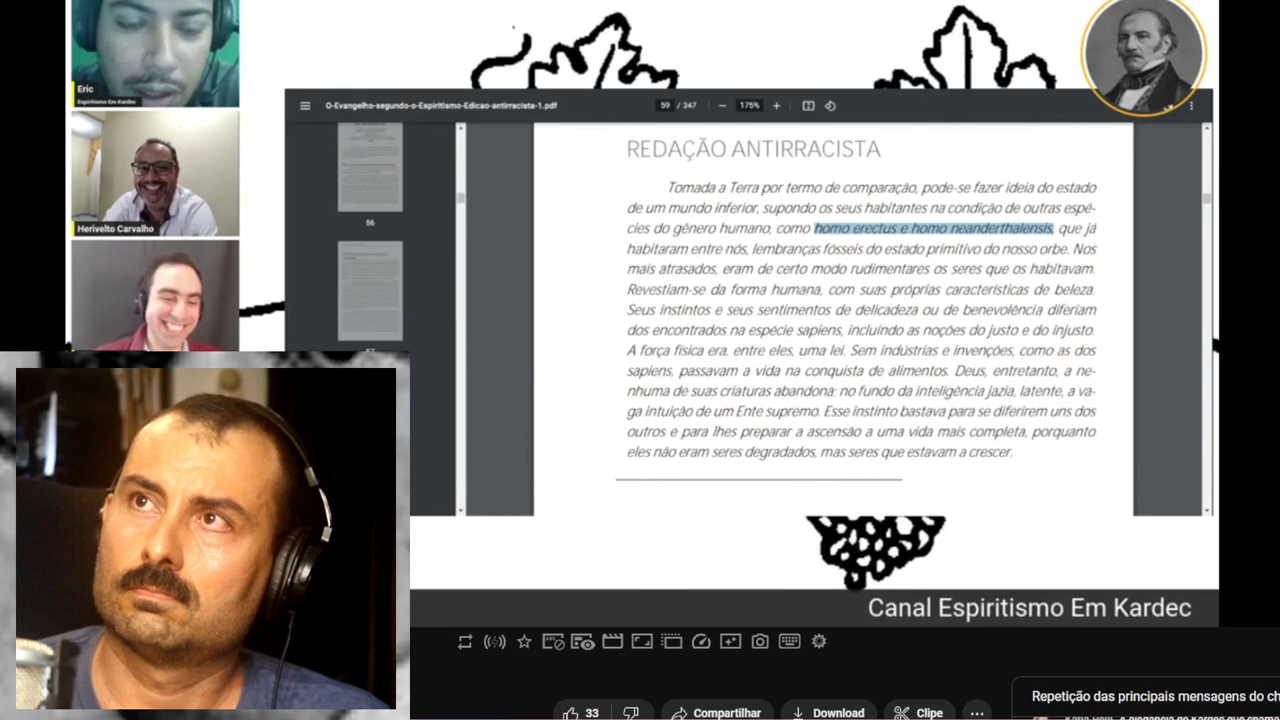 Eric
Espiritismo Em Kardec
Herivelto Carvalho
O-Evangelho-segundo-o-Espiritismo-Edicao-antirracista-1.pdf
59 / 347
175%
56
REDAÇÃO ANTIRRACISTA
Tomada a Terra por termo de comparação, pode-se fazer ideia do estado
de um mundo inferior, supondo os seus habitantes na condição de outras espé-
cies do gênero humano, como homo erectus e homo neanderthalensis, que já
habitaram entre nós, lembranças fósseis do estado primitivo do nosso orbe. Nos
mais atrasados, eram de certo modo rudimentares os seres que os habitavam.
Revestiam-se da forma humana, com suas próprias características de beleza.
Seus instintos e seus sentimentos de delicadeza ou de benevolência diferiam
dos encontrados na espécie sapiens, incluindo as noções do justo e do injusto.
A força física era, entre eles, uma lei. Sem indústrias e invenções, como as dos
sapiens, passavam a vida na conquista de alimentos. Deus, entretanto, a ne-
nhuma de suas criaturas abandona; no fundo da inteligência jazia, latente, a va-
ga intuição de um Ente supremo. Esse instinto bastava para se diferirem uns dos
outros e para lhes preparar a ascensão a uma vida mais completa, porquanto
eles não eram seres degradados, mas seres que estavam a crescer.
Canal Espiritismo Em Kardec
33
Compartilhar
Download
Clipe
Repetição das principais mensagens do ch